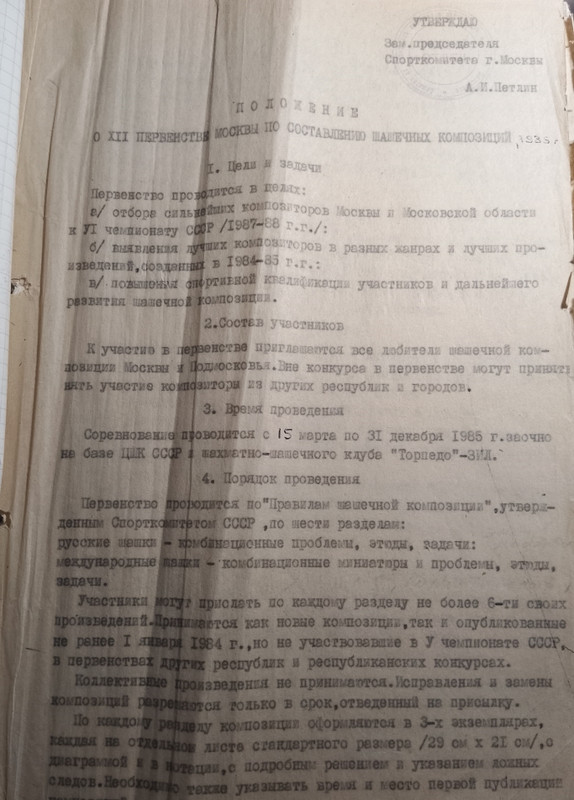 УТВЕРЖДАЮ
Зам.председателя
Спорткомитета г.Москвы
А.И.Петлин
ПОЛОЖЕНИЕ
О XII ПЕРВЕНСТВЕ МОСКВЫ ПО СОСТАВЛЕНИЮ ШАШЕЧНЫХ КОМПОЗИЦИЙ
1. Цели и задачи
Первенство проводится в целях:
а/ отбора сильнейших композиторов Москвы и Московской области
к УІ чемпионату СССР /1987-88 г.г./:
б/ выявления лучших композиторов в разных жанрах и лучших про-
изведений,созданных в 1984-85 г.г.:
в/ повышения спортивной квалификации участников и дальнейшего
развития шашечной композиции.
2.Состав участников
К участию в первенстве приглашаются все любители шашечной ком-
позиции Москвы и Подмосковья.Вне конкурса в первенстве могут принять
нять участие композиторы из других республик и городов.
3. Время проведения
Соревнование проводится с 15 марта по 31 декабря 1985 г.заочно
на базе ЦШК СССР и шахматно-шашечного клуба "Торпедо"-ЗИЛ.
4. Порядок проведения
Первенство проводится по"Правилам шашечной композиции",утверж-
денным Спорткомитетом СССР ,по шести разделам:
русские шашки - комбинационные проблемы, этюды, задачи:
международные шашки - комбинационные миниатюры и проблемы, этюды,
задачи.
Участники могут прислать по каждому разделу не более 6-ти своих
произведений.Принимаются как новые композиции,так и опубликованные
не ранее І января 1984 г.,но не участвовавшие в У чемпионате СССР,
в первенствах других республик и республиканских конкурсах.
Коллективные произведения не принимаются.Исправления и замены
композиций разрешаются только в срок,отведенный на присылку.
По каждому разделу композиции оформляются в 3-х экземплярах,
каждая на отдельном листе стандартного размера /29 см х 21 см/,с
диаграммой и в нотации,с подробным решением и указанием ложных
следов.Необходимо также указывать время и место первой публикации